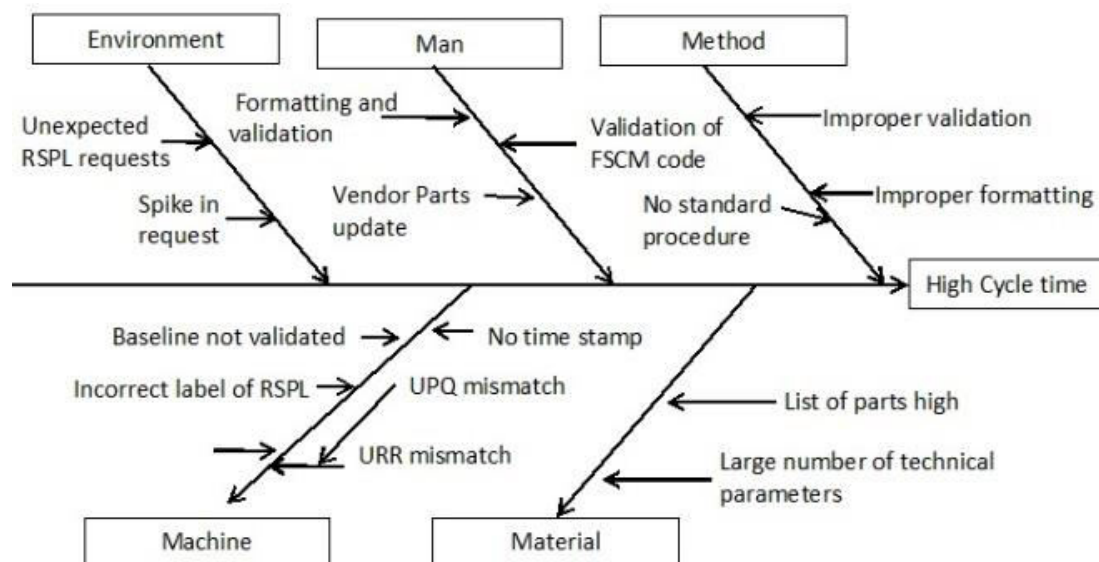 Environment
Man
Method
Formatting and
validation
Improper validation
Unexpected
RSPL requests
Validation of
FSCM code
Vendor Parts
update
Improper formatting
Spike in
request
No standard
procedure
High Cycle time
Baseline not validated
No time stamp
Incorrect label of RSPL
UPQ mismatch
List of parts high
URR mismatch
Large number of technical
parameters
Machine
Material